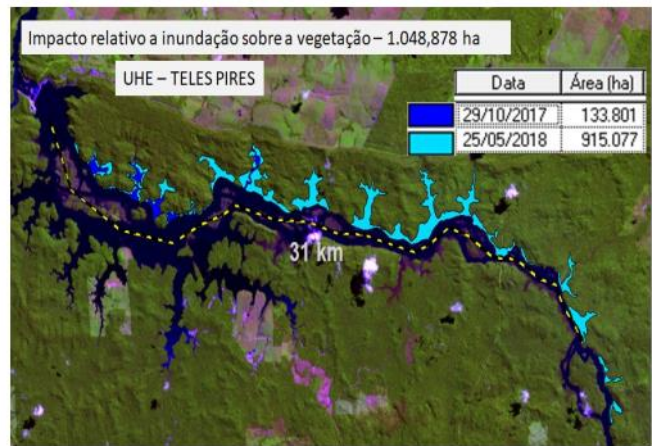 Impacto relativo a inundação sobre a vegetação – 1.048,878 ha
UHE – TELES PIRES
Data Área (ha)
29/10/2017 133.801
25/05/2018 915.077
31 km